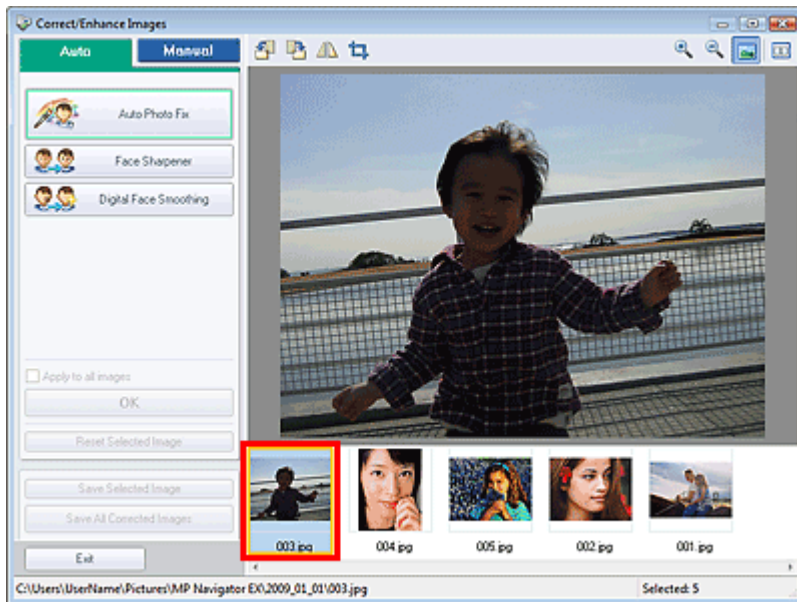 Correct/Enhance Images
Auto Manual
Auto Photo Fix
Face Sharpener
Digital Face Smoothing
Apply to all images
OK
Reset Selected Image
Save Selected Image
Save All Corrected Images
Exit
003.jpg 004.jpg 005.jpg 002.jpg 001.jpg
C:\Users\UserName\Pictures\MP Navigator EX\2009_01_01\003.jpg Selected: 5